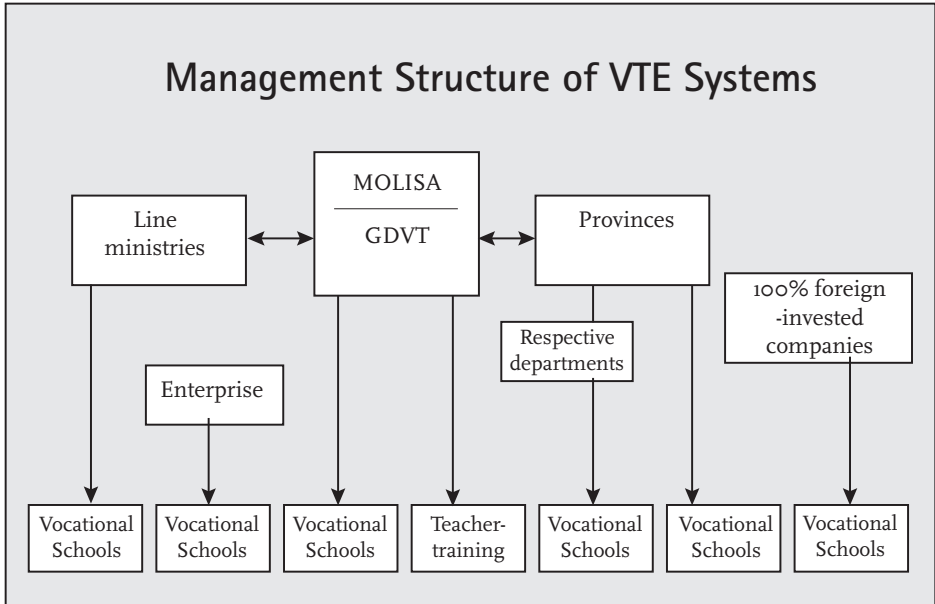 Management Structure of VTE Systems
MOLISA
GDVT
Line
ministries
Provinces
100% foreign
-invested
companies
Respective
departments
Enterprise
Vocational
Schools
Vocational
Schools
Vocational
Schools
Teacher-
training
Vocational
Schools
Vocational
Schools
Vocational
Schools